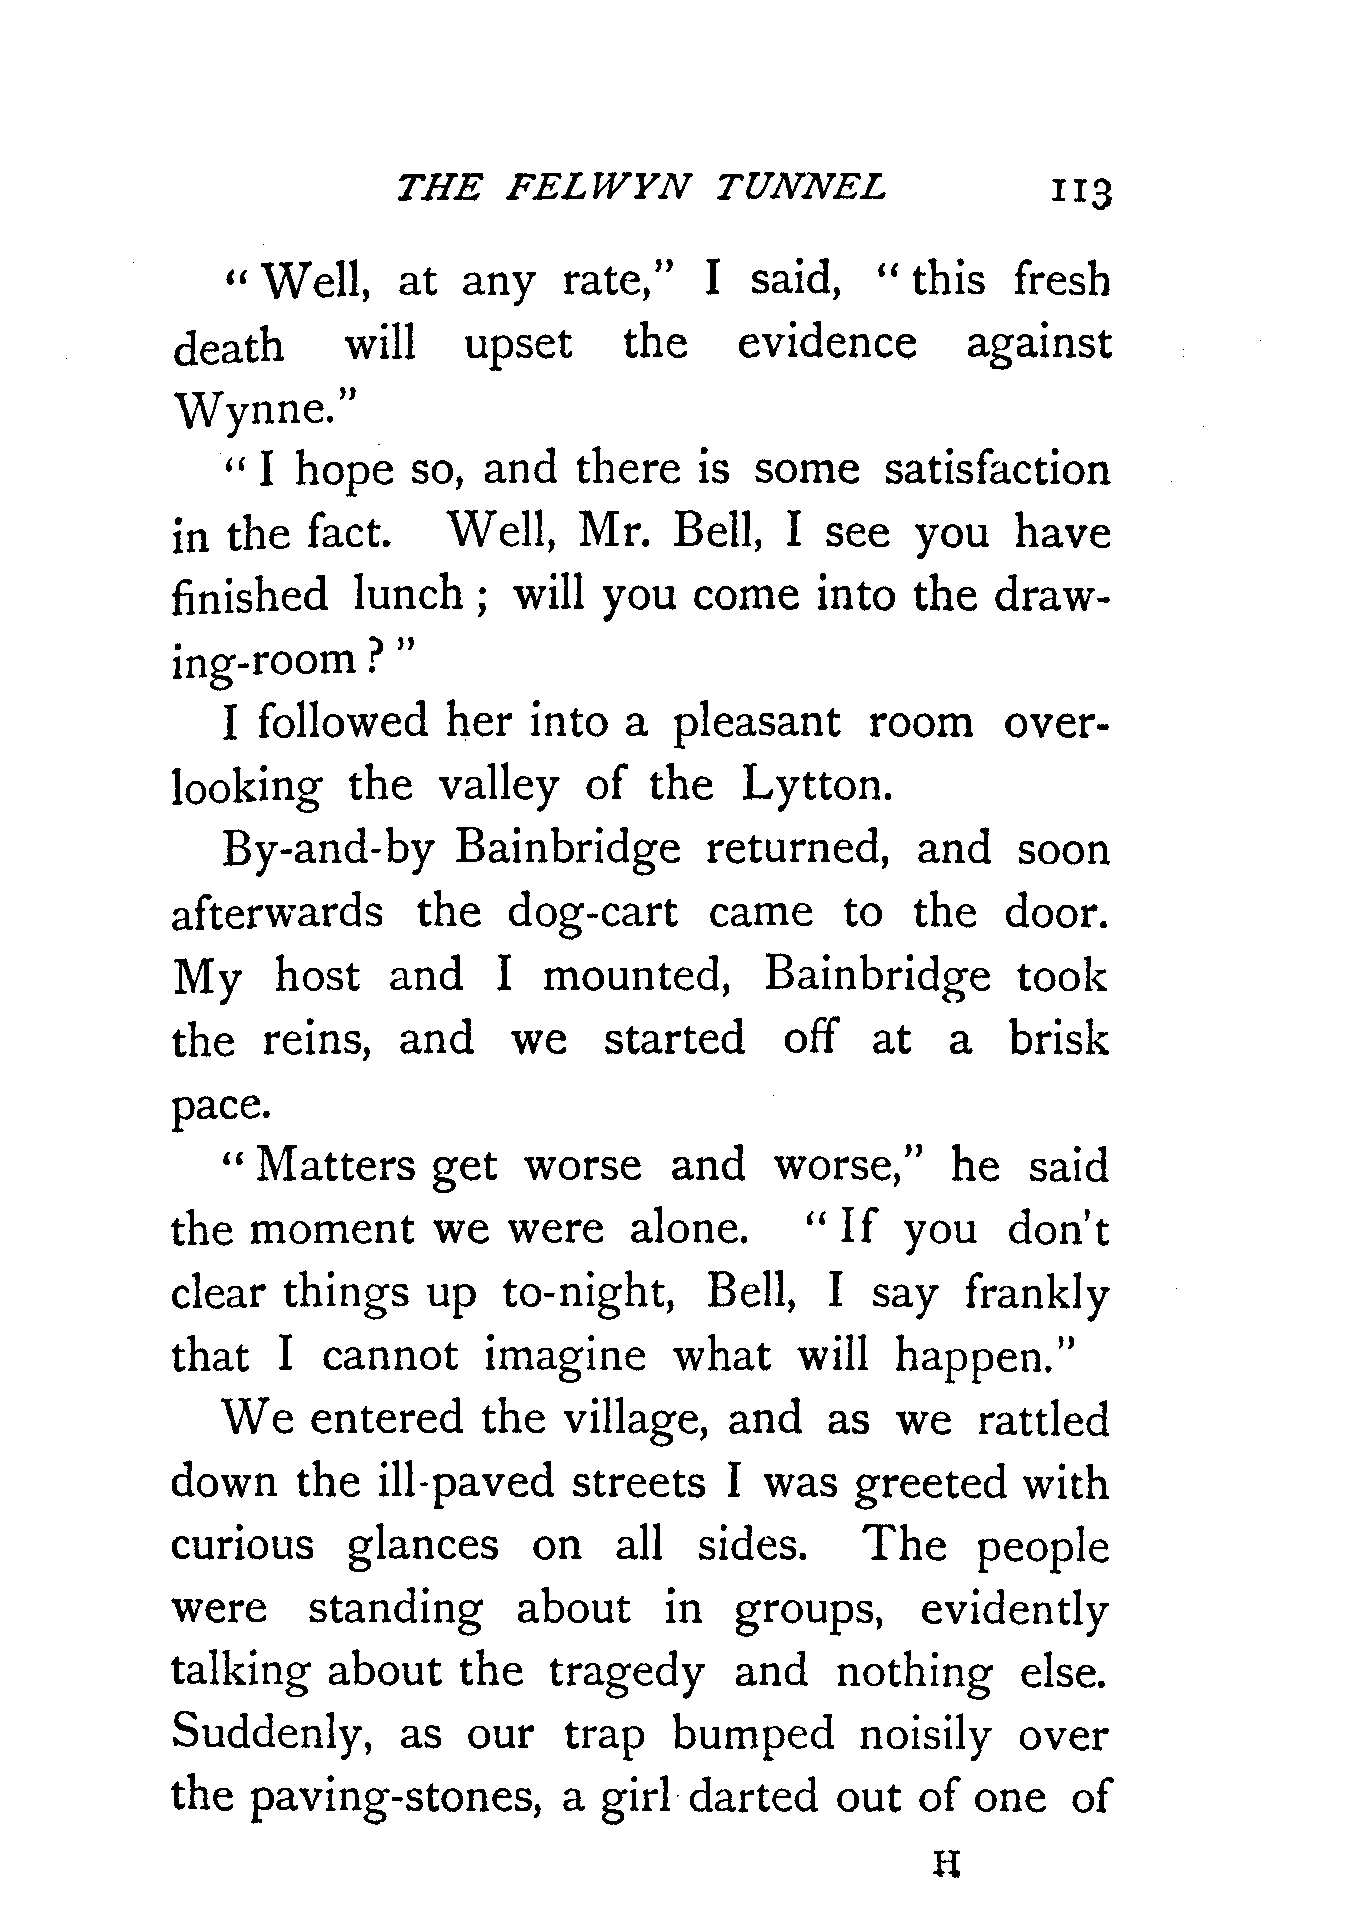 THE FELWYN TUNNEL 113
“ Well, at any rate,” I said, “ this fresh
death will upset the evidence against
Wynne.”
“ I hope so, and there is some satisfaction
in the fact. Well, Mr. Bell, I see you have
finished lunch ; will you come into the draw-
ing-room ? ”
I followed her into a pleasant room over-
looking the valley of the Lytton.
By-and-by Bainbridge returned, and soon
afterwards the dog-cart came to the door.
My host and I mounted, Bainbridge took
the reins, and we started off at a brisk
pace.
“ Matters get worse and worse,” he said
the moment we were alone. “ If you don't
clear things up to-night, Bell, I say frankly
that I cannot imagine what will happen.”
We entered the village, and as we rattled
down the ill-paved streets I was greeted with
curious glances on all sides. The people
were standing about in groups, evidently
talking about the tragedy and nothing else.
Suddenly, as our trap bumped noisily over
the paving-stones, a girl darted out of one of
H